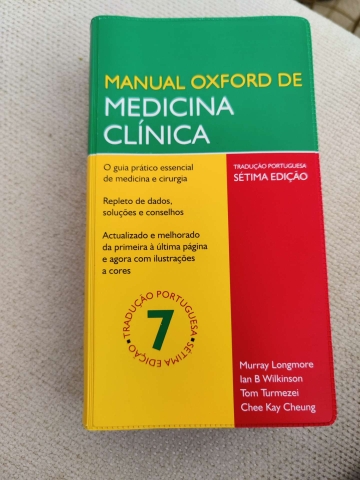 MANUAL OXFORD DE
MEDICINA
CLÍNICA
TRADUÇÃO PORTUGUESA
SÉTIMA EDIÇÃO
O guia prático essencial
de medicina e cirurgia
Repleto de dados,
soluções e conselhos
Actualizado e melhorado
da primeira à última página
e agora com ilustrações
a cores
TRADUÇÃO PORTUGUESA
7
SÉTIMA EDIÇÃO
Murray Longmore
Ian B Wilkinson
Tom Turmezei
Chee Kay Cheung